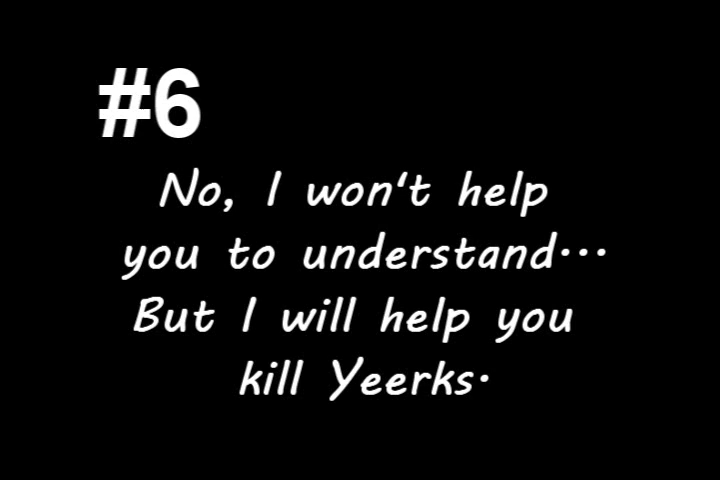 #6
No, I won't help
you to understand...
But I will help you
kill Yeerks.